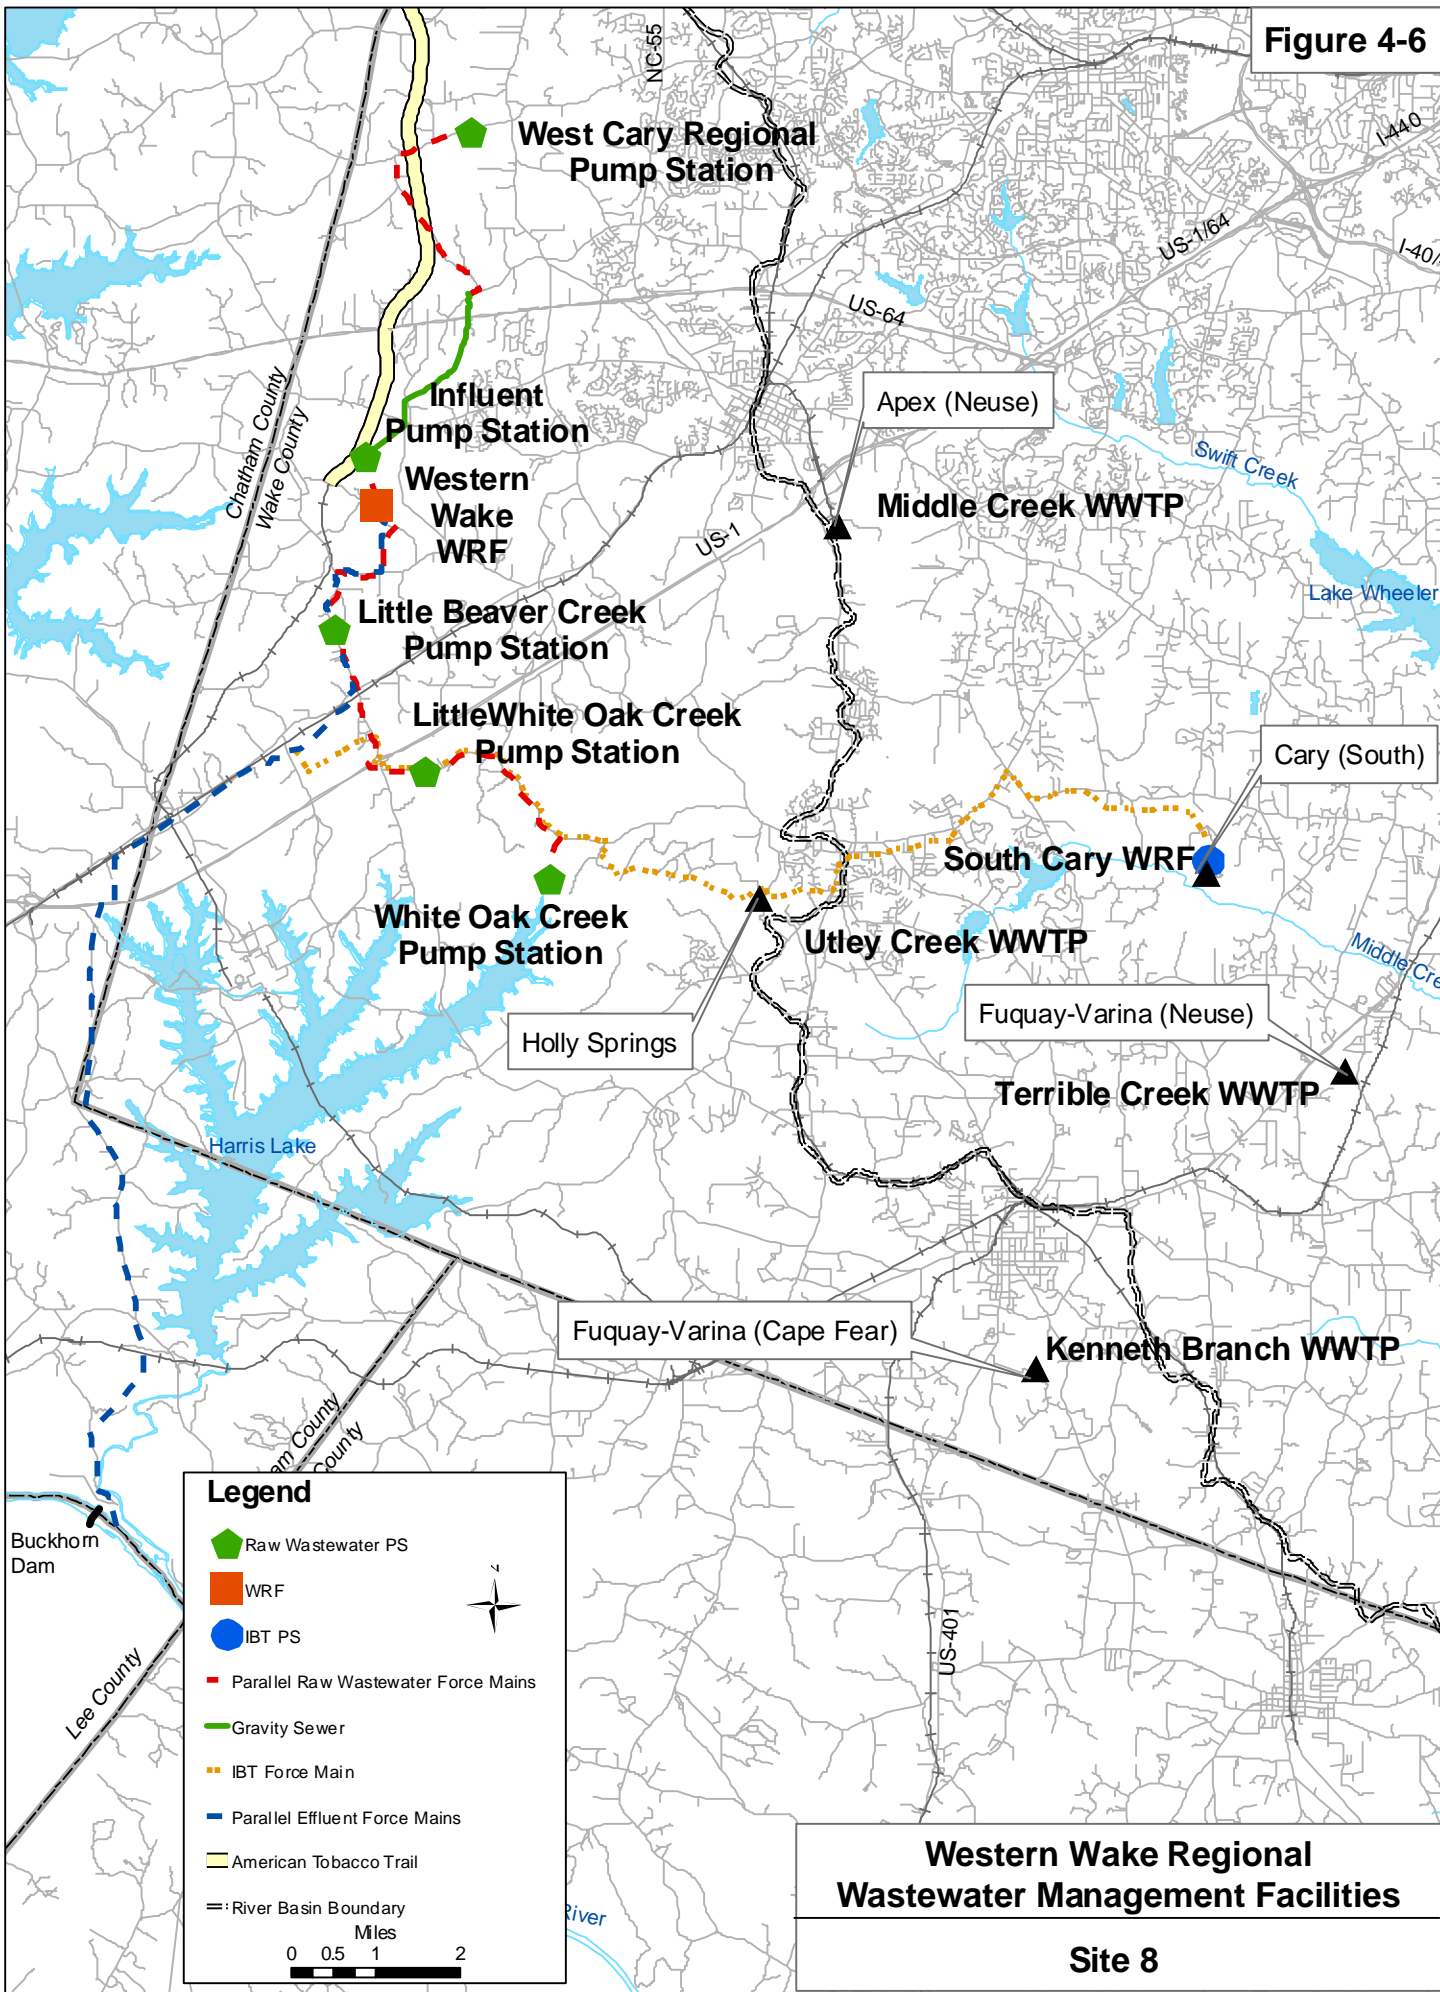 Figure 4-6
NC-55
I-440
West Cary Regional
Pump Station
US-1/64
I-40/
US-64
Chatham County
Wake County
Influent
Pump Station
Apex (Neuse)
Swift Creek
Western
Wake
WRF
Middle Creek WWTP
US-1
Lake Wheeler
Little Beaver Creek
Pump Station
LittleWhite Oak Creek
Pump Station
Cary (South)
South Cary WRF
White Oak Creek
Pump Station
Utley Creek WWTP
Middle Cre
Fuquay-Varina (Neuse)
Holly Springs
Terrible Creek WWTP
Harris Lake
Fuquay-Varina (Cape Fear)
Kenneth Branch WWTP
am County
County
Buckhorn
Dam
Lee County
US-401
River
Legend
Raw Wastewater PS
z
WRF
IBT PS
Parallel Raw Wastewater Force Mains
Gravity Sewer
IBT Force Main
Parallel Effluent Force Mains
American Tobacco Trail
River Basin Boundary
Miles
0 0.5 1 2
Western Wake Regional
Wastewater Management Facilities
Site 8